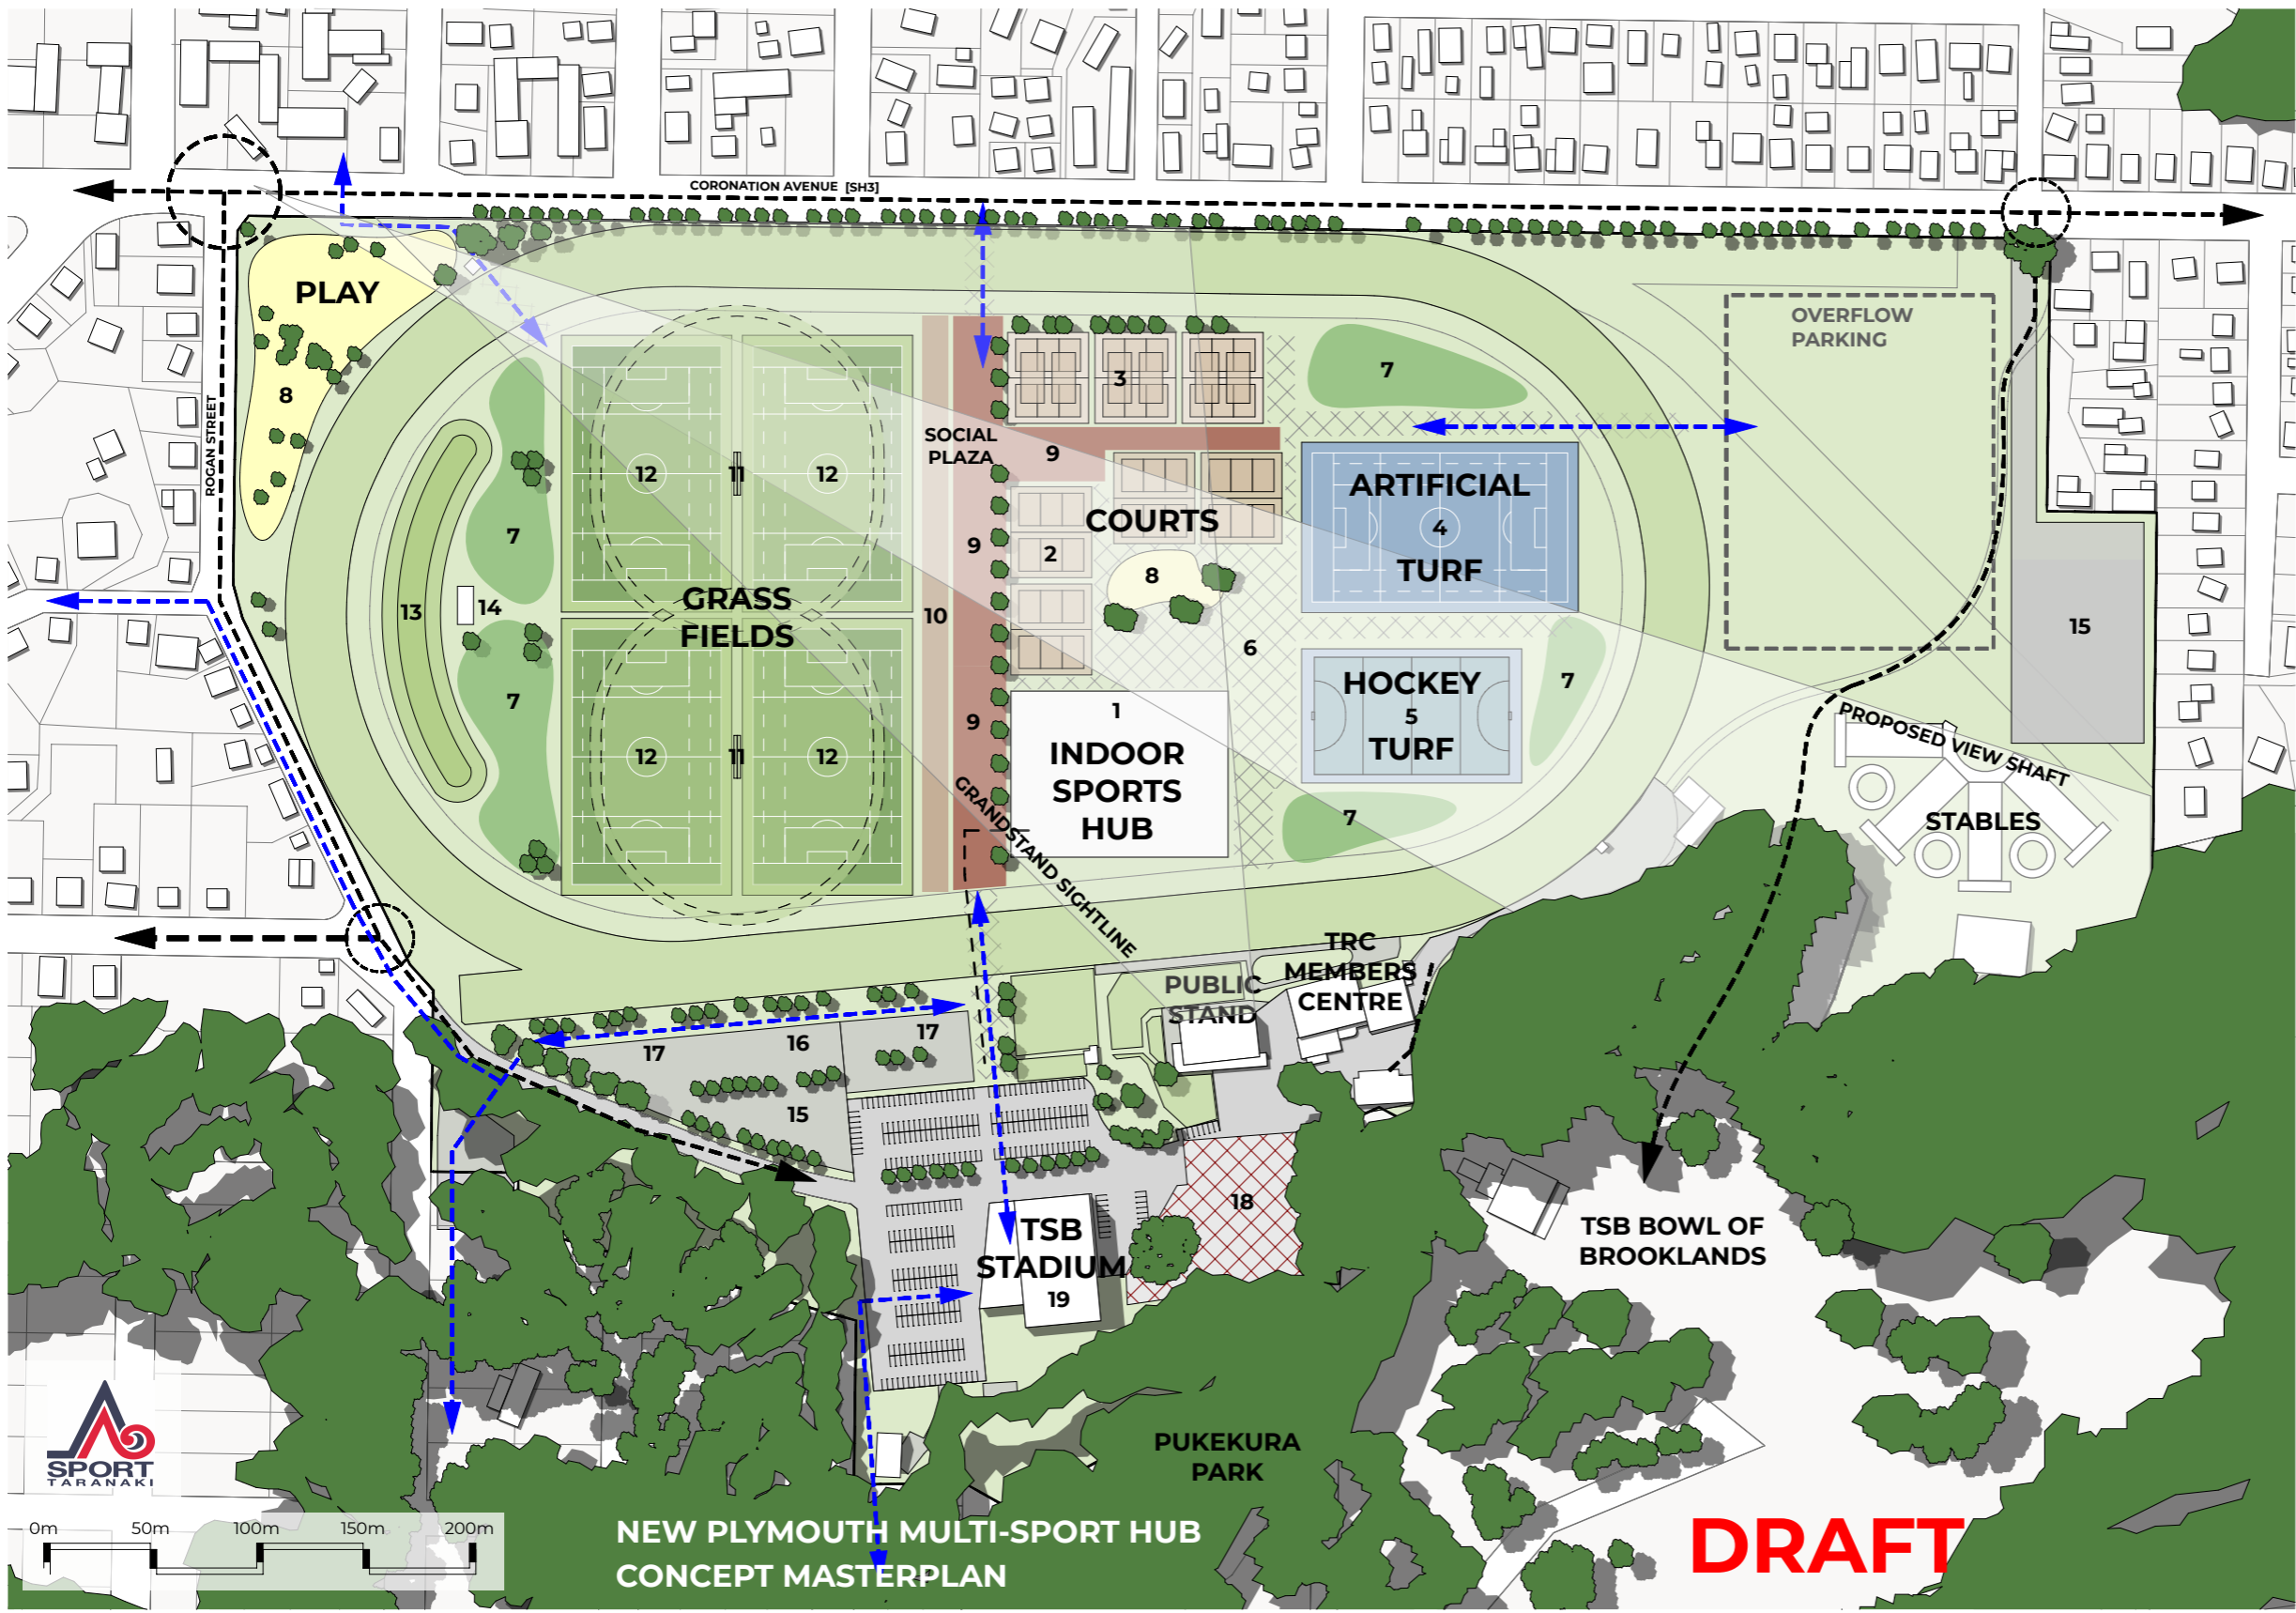 CORONATION AVENUE [SH3]
PLAY
8
ROGAN STREET
OVERFLOW
PARKING
7
3
SOCIAL
PLAZA
9
12
11
12
7
ARTIFICIAL
4
TURF
COURTS
2
8
9
13
14
GRASS
FIELDS
10
6
15
7
HOCKEY
5
TURF
7
1
INDOOR
SPORTS
HUB
9
12
11
12
7
PROPOSED VIEW SHAFT
STABLES
GRANDSTAND SIGHTLINE
TRC
MEMBERS
CENTRE
PUBLIC
STAND
17
16
17
15
18
TSB
STADIUM
19
TSB BOWL OF
BROOKLANDS
PUKEKURA
PARK
SPORT
TARANAKI
0m 50m 100m 150m 200m
NEW PLYMOUTH MULTI-SPORT HUB
CONCEPT MASTERPLAN
DRAFT